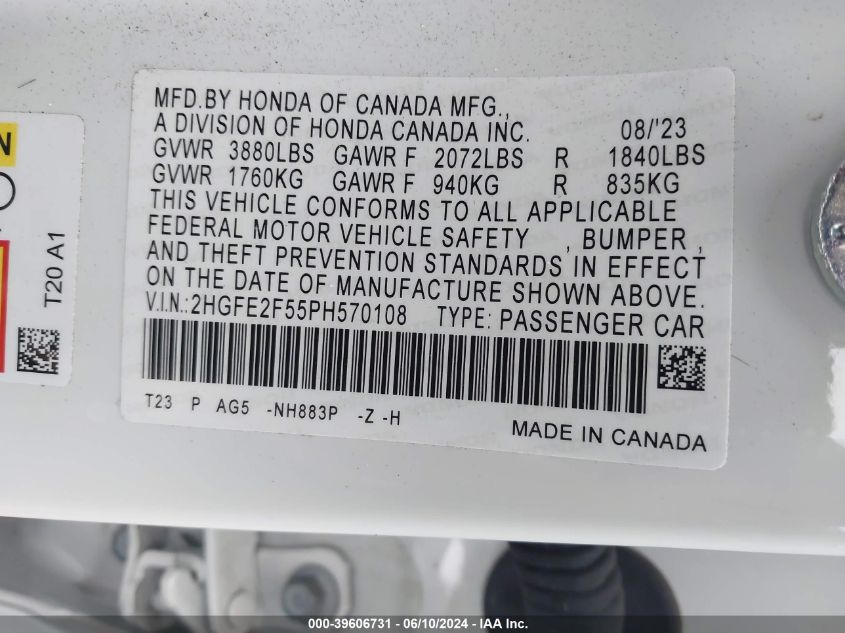 MFD.BY HONDA OF CANADA MFG.,
A DIVISION OF HONDA CANADA INC. 08/'23
GVWR 3880LBS GAWR F 2072LBS R 1840LBS
GVWR 1760KG GAWR F 940KG R 835KG
THIS VEHICLE CONFORMS TO ALL APPLICABLE
FEDERAL MOTOR VEHICLE SAFETY , BUMPER ,
AND THEFT PREVENTION STANDARDS IN EFFECT
ON THE DATE OF MANUFACTURE SHOWN ABOVE.
V.I.N.:2HGFE2F55PH570108 TYPE: PASSENGER CAR
T23 P AG5 -NH883P -Z -H
MADE IN CANADA
N
T20 A1
000-39606731 - 06/10/2024 - IAA Inc.